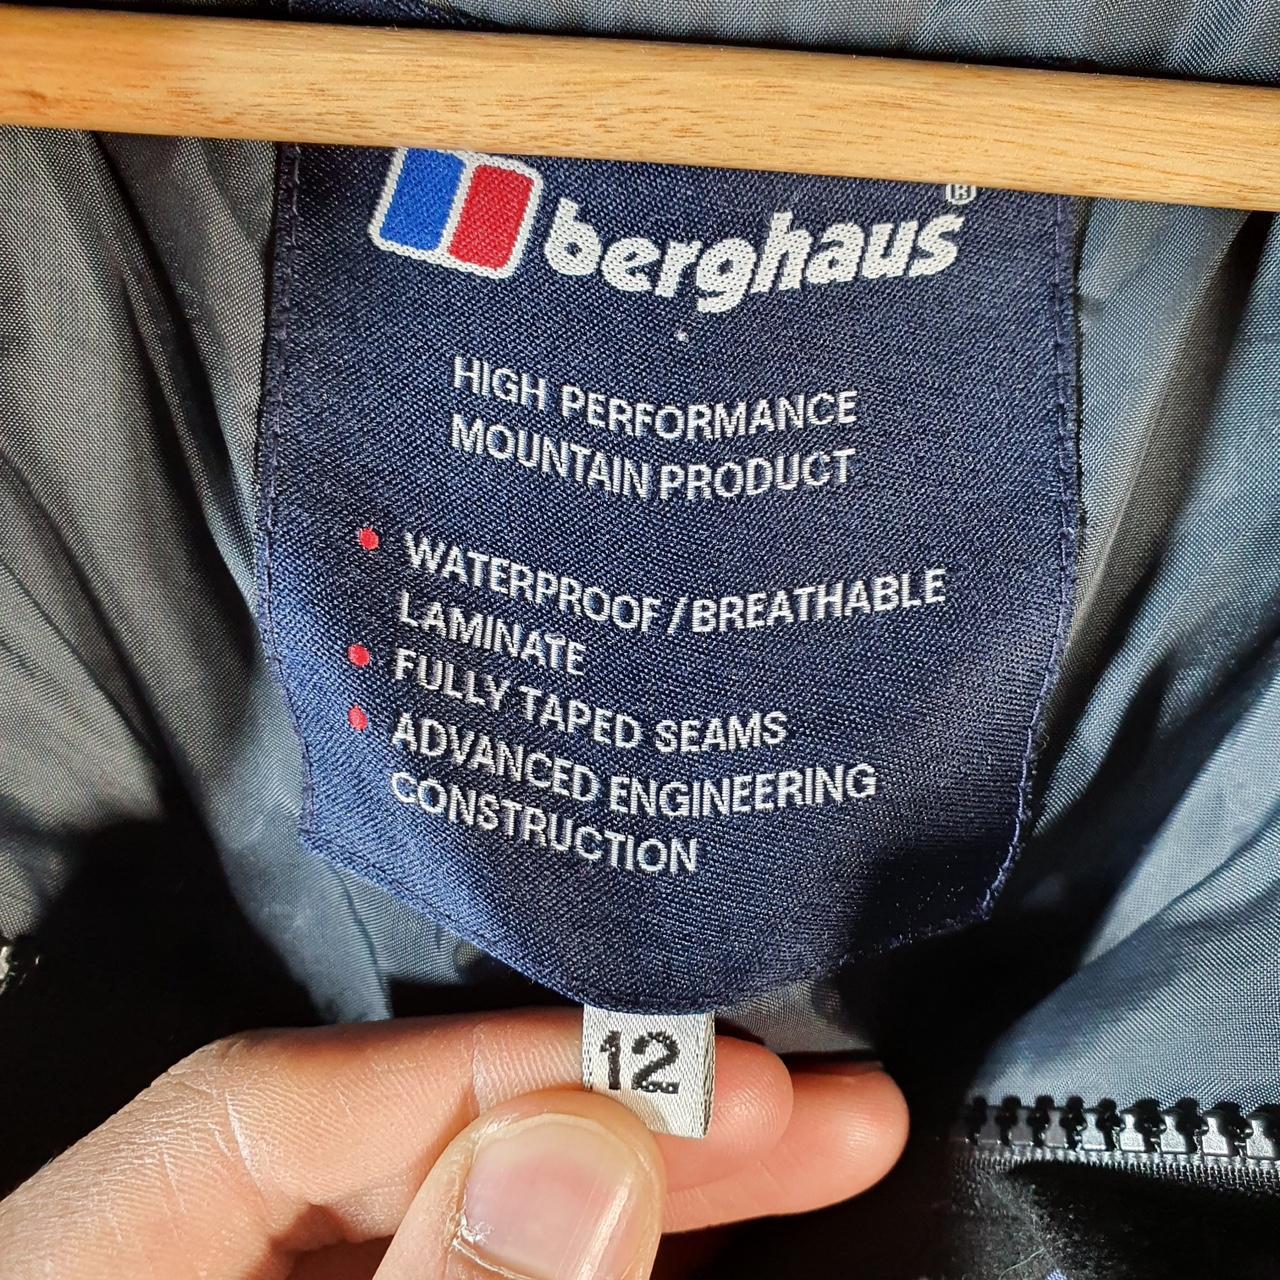 berghaus®
HIGH PERFORMANCE
MOUNTAIN PRODUCT
• WATERPROOF/BREATHABLE
LAMINATE
• FULLY TAPED SEAMS
• ADVANCED ENGINEERING
CONSTRUCTION
12